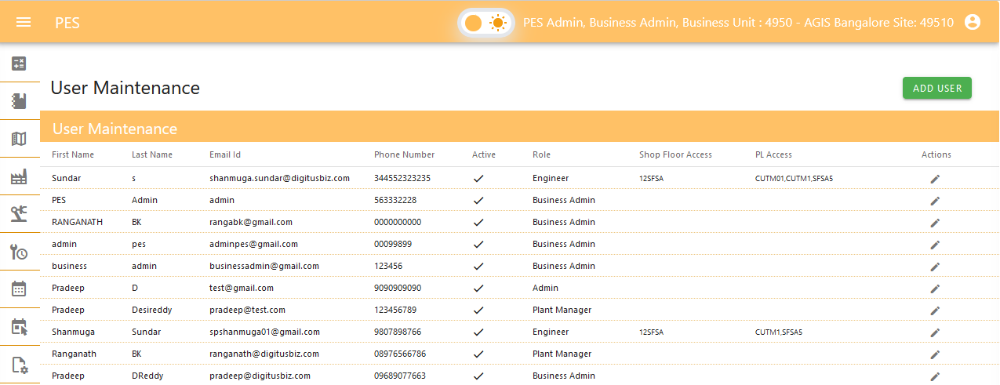 PES PES Admin, Business Admin, Business Unit : 4950 - AGIS Bangalore Site: 49510
User Maintenance ADD USER
User Maintenance
First Name Last Name Email Id Phone Number Active Role Shop Floor Access PL Access Actions
Sundar s shanmuga.sundar@digitusbiz.com 344552323235 Engineer 12SFSA CUTM01,CUTM1,SFSA5
PES Admin admin 563332228 Business Admin
RANGANATH BK rangabk@gmail.com 0000000000 Business Admin
admin pes adminpes@gmail.com 00099899 Business Admin
business admin businessadmin@gmail.com 123456 Business Admin
Pradeep D test@gmail.com 9090909090 Admin
Pradeep Desireddy pradeep@test.com 123456789 Plant Manager
Shanmuga Sundar spshanmuga01@gmail.com 9807898766 Engineer 12SFSA CUTM1,SFSA5
Ranganath BK ranganath@digitusbiz.com 08976566786 Plant Manager
Pradeep DReddy pradeep@digitusbiz.com 09689077663 Business Admin